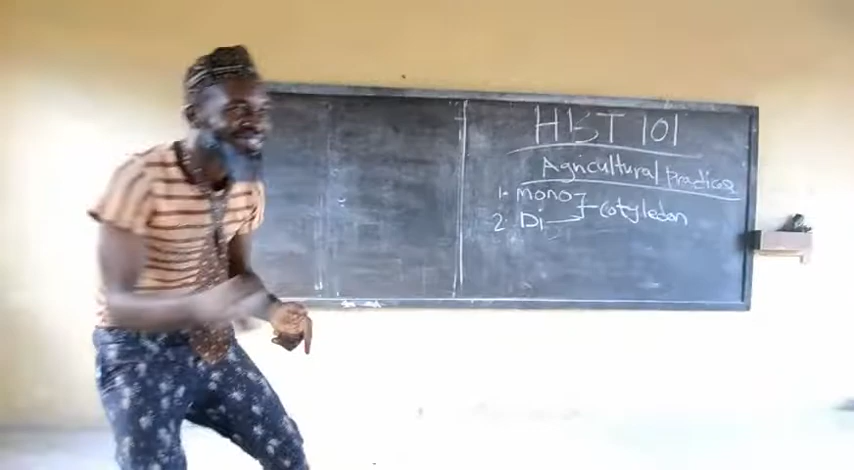 HIST 101
Agricultural practice
1. mono
2. Di
Cotyledon